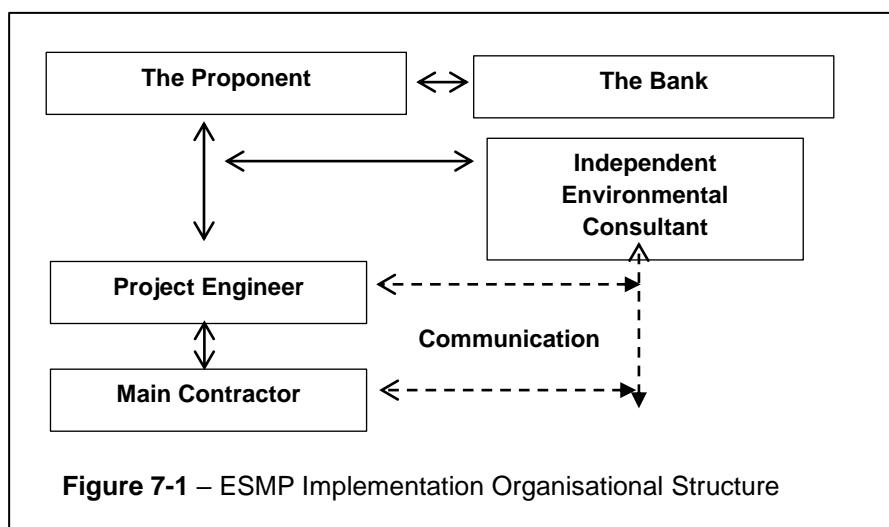 The Proponent
The Bank
Independent
Environmental
Consultant
Project Engineer
Communication
Main Contractor
Figure 7-1 – ESMP Implementation Organisational Structure